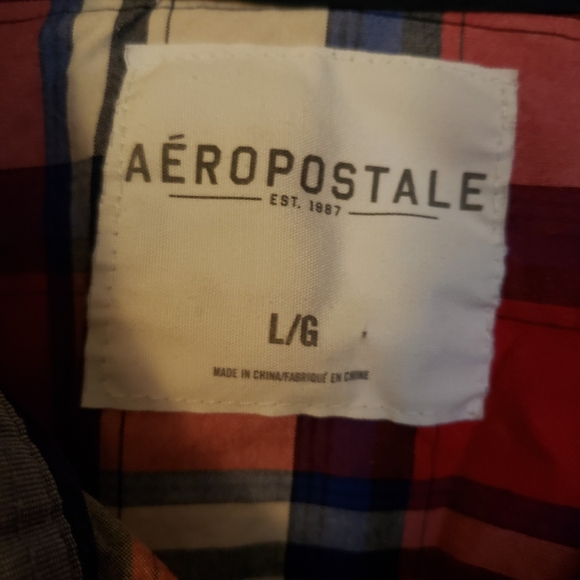 AÉROPOSTALE
EST. 1987
L/G
MADE IN CHINA/FABRIQUÉ EN CHINE